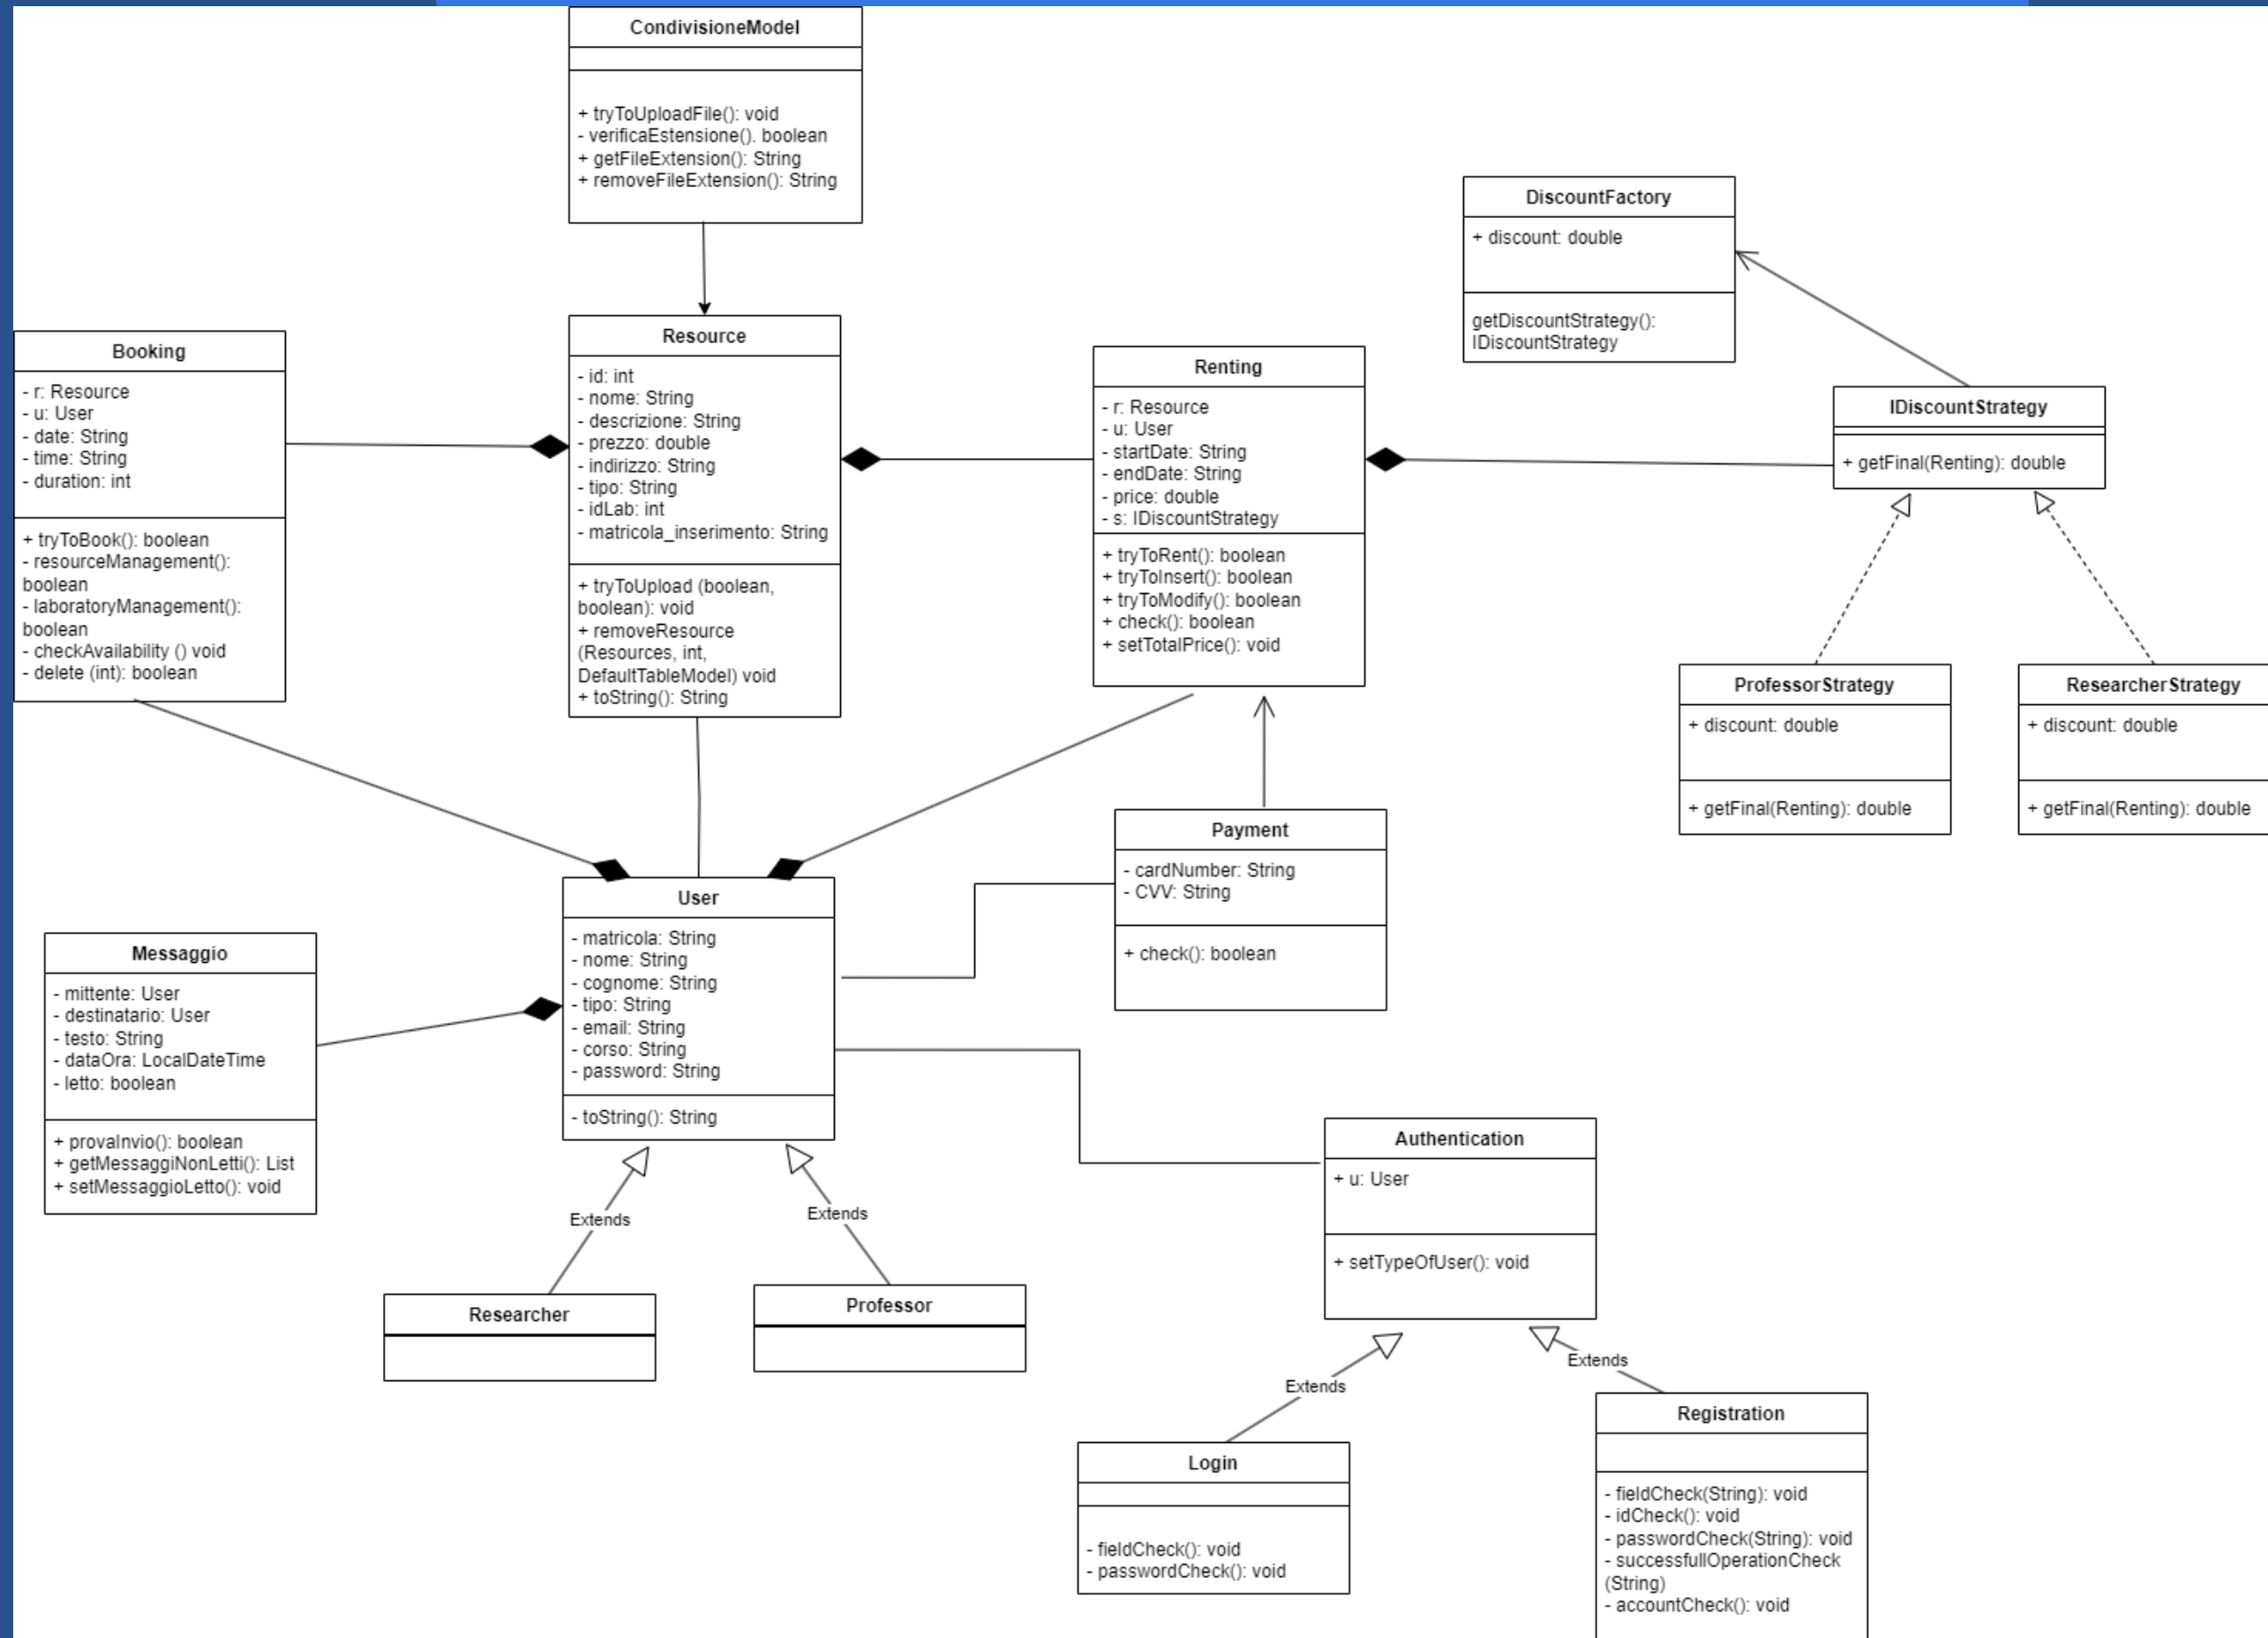 CondivisioneModel
+ tryToUploadFile(): void
- verificaEstensione(). boolean
+ getFileExtension(): String
+ removeFileExtension(): String
DiscountFactory
+ discount: double
getDiscountStrategy():
IDiscountStrategy
Booking
- r: Resource
- u: User
- date: String
- time: String
- duration: int
+ tryToBook(): boolean
- resourceManagement():
boolean
- laboratoryManagement():
boolean
- checkAvailability () void
- delete (int): boolean
Resource
- id: int
- nome: String
- descrizione: String
- prezzo: double
- indirizzo: String
- tipo: String
- idLab: int
- matricola_inserimento: String
+ tryToUpload (boolean,
boolean): void
+ removeResource
(Resources, int,
DefaultTableModel) void
+ toString(): String
Renting
- r: Resource
- u: User
- startDate: String
- endDate: String
- price: double
- s: IDiscountStrategy
+ tryToRent(): boolean
+ tryToInsert(): boolean
+ tryToModify(): boolean
+ check(): boolean
+ setTotalPrice(): void
IDiscountStrategy
+ getFinal(Renting): double
ProfessorStrategy
+ discount: double
+ getFinal(Renting): double
ResearcherStrategy
+ discount: double
+ getFinal(Renting): double
Payment
- cardNumber: String
- CVV: String
+ check(): boolean
User
- matricola: String
- nome: String
- cognome: String
- tipo: String
- email: String
- corso: String
- password: String
- toString(): String
Messaggio
- mittente: User
- destinatario: User
- testo: String
- dataOra: LocalDateTime
- letto: boolean
+ provaInvio(): boolean
+ getMessaggiNonLetti(): List
+ setMessaggioLetto(): void
Extends
Extends
Researcher
Professor
Authentication
+ u: User
+ setTypeOfUser(): void
Extends
Extends
Login
- fieldCheck(): void
- passwordCheck(): void
Registration
- fieldCheck(String): void
- idCheck(): void
- passwordCheck(String): void
- successfullOperationCheck
(String)
- accountCheck(): void